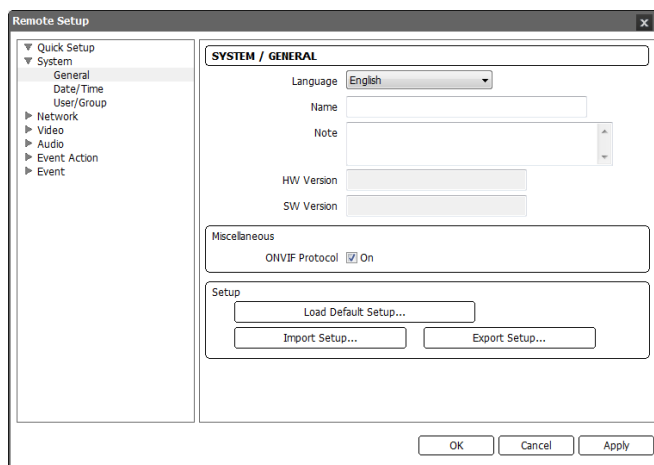 Remote Setup
x
Quick Setup
System
General
Date/Time
User/Group
Network
Video
Audio
Event Action
Event
SYSTEM / GENERAL
Language English
Name
Note
HW Version
SW Version
Miscellaneous
ONVIF Protocol On
Setup
Load Default Setup...
Import Setup... Export Setup...
OK Cancel Apply